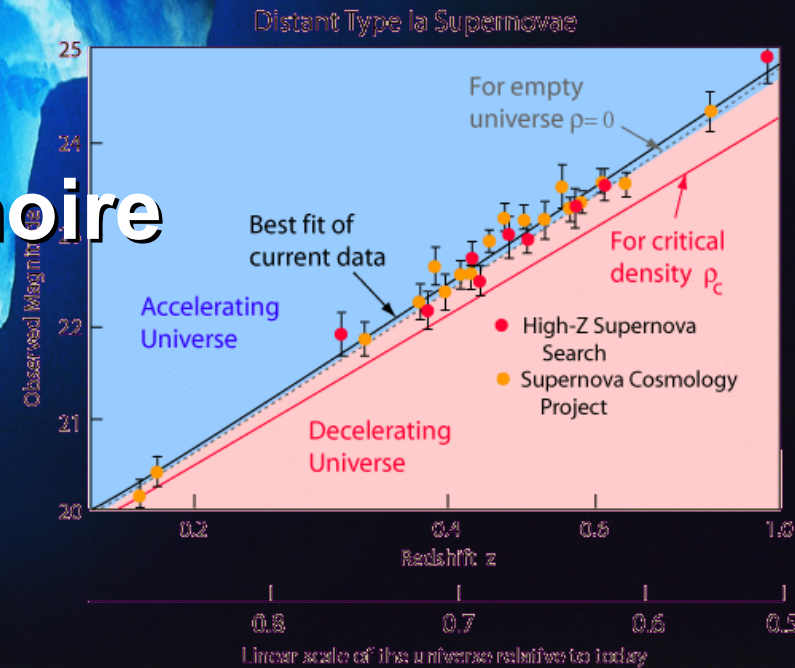 Distant Type Ia Supernovae
25
24
22
21
20
oire
Observed Magnitude
For empty
universe ρ= 0
Best fit of
current data
For critical
density ρc
Accelerating
Universe
High-Z Supernova
Search
Supernova Cosmology
Project
Decelerating
Universe
0.2
0.4
0.6
1.0
Redshift z
0.8
0.7
0.6
0.5
Linear scale of the universe relative to today